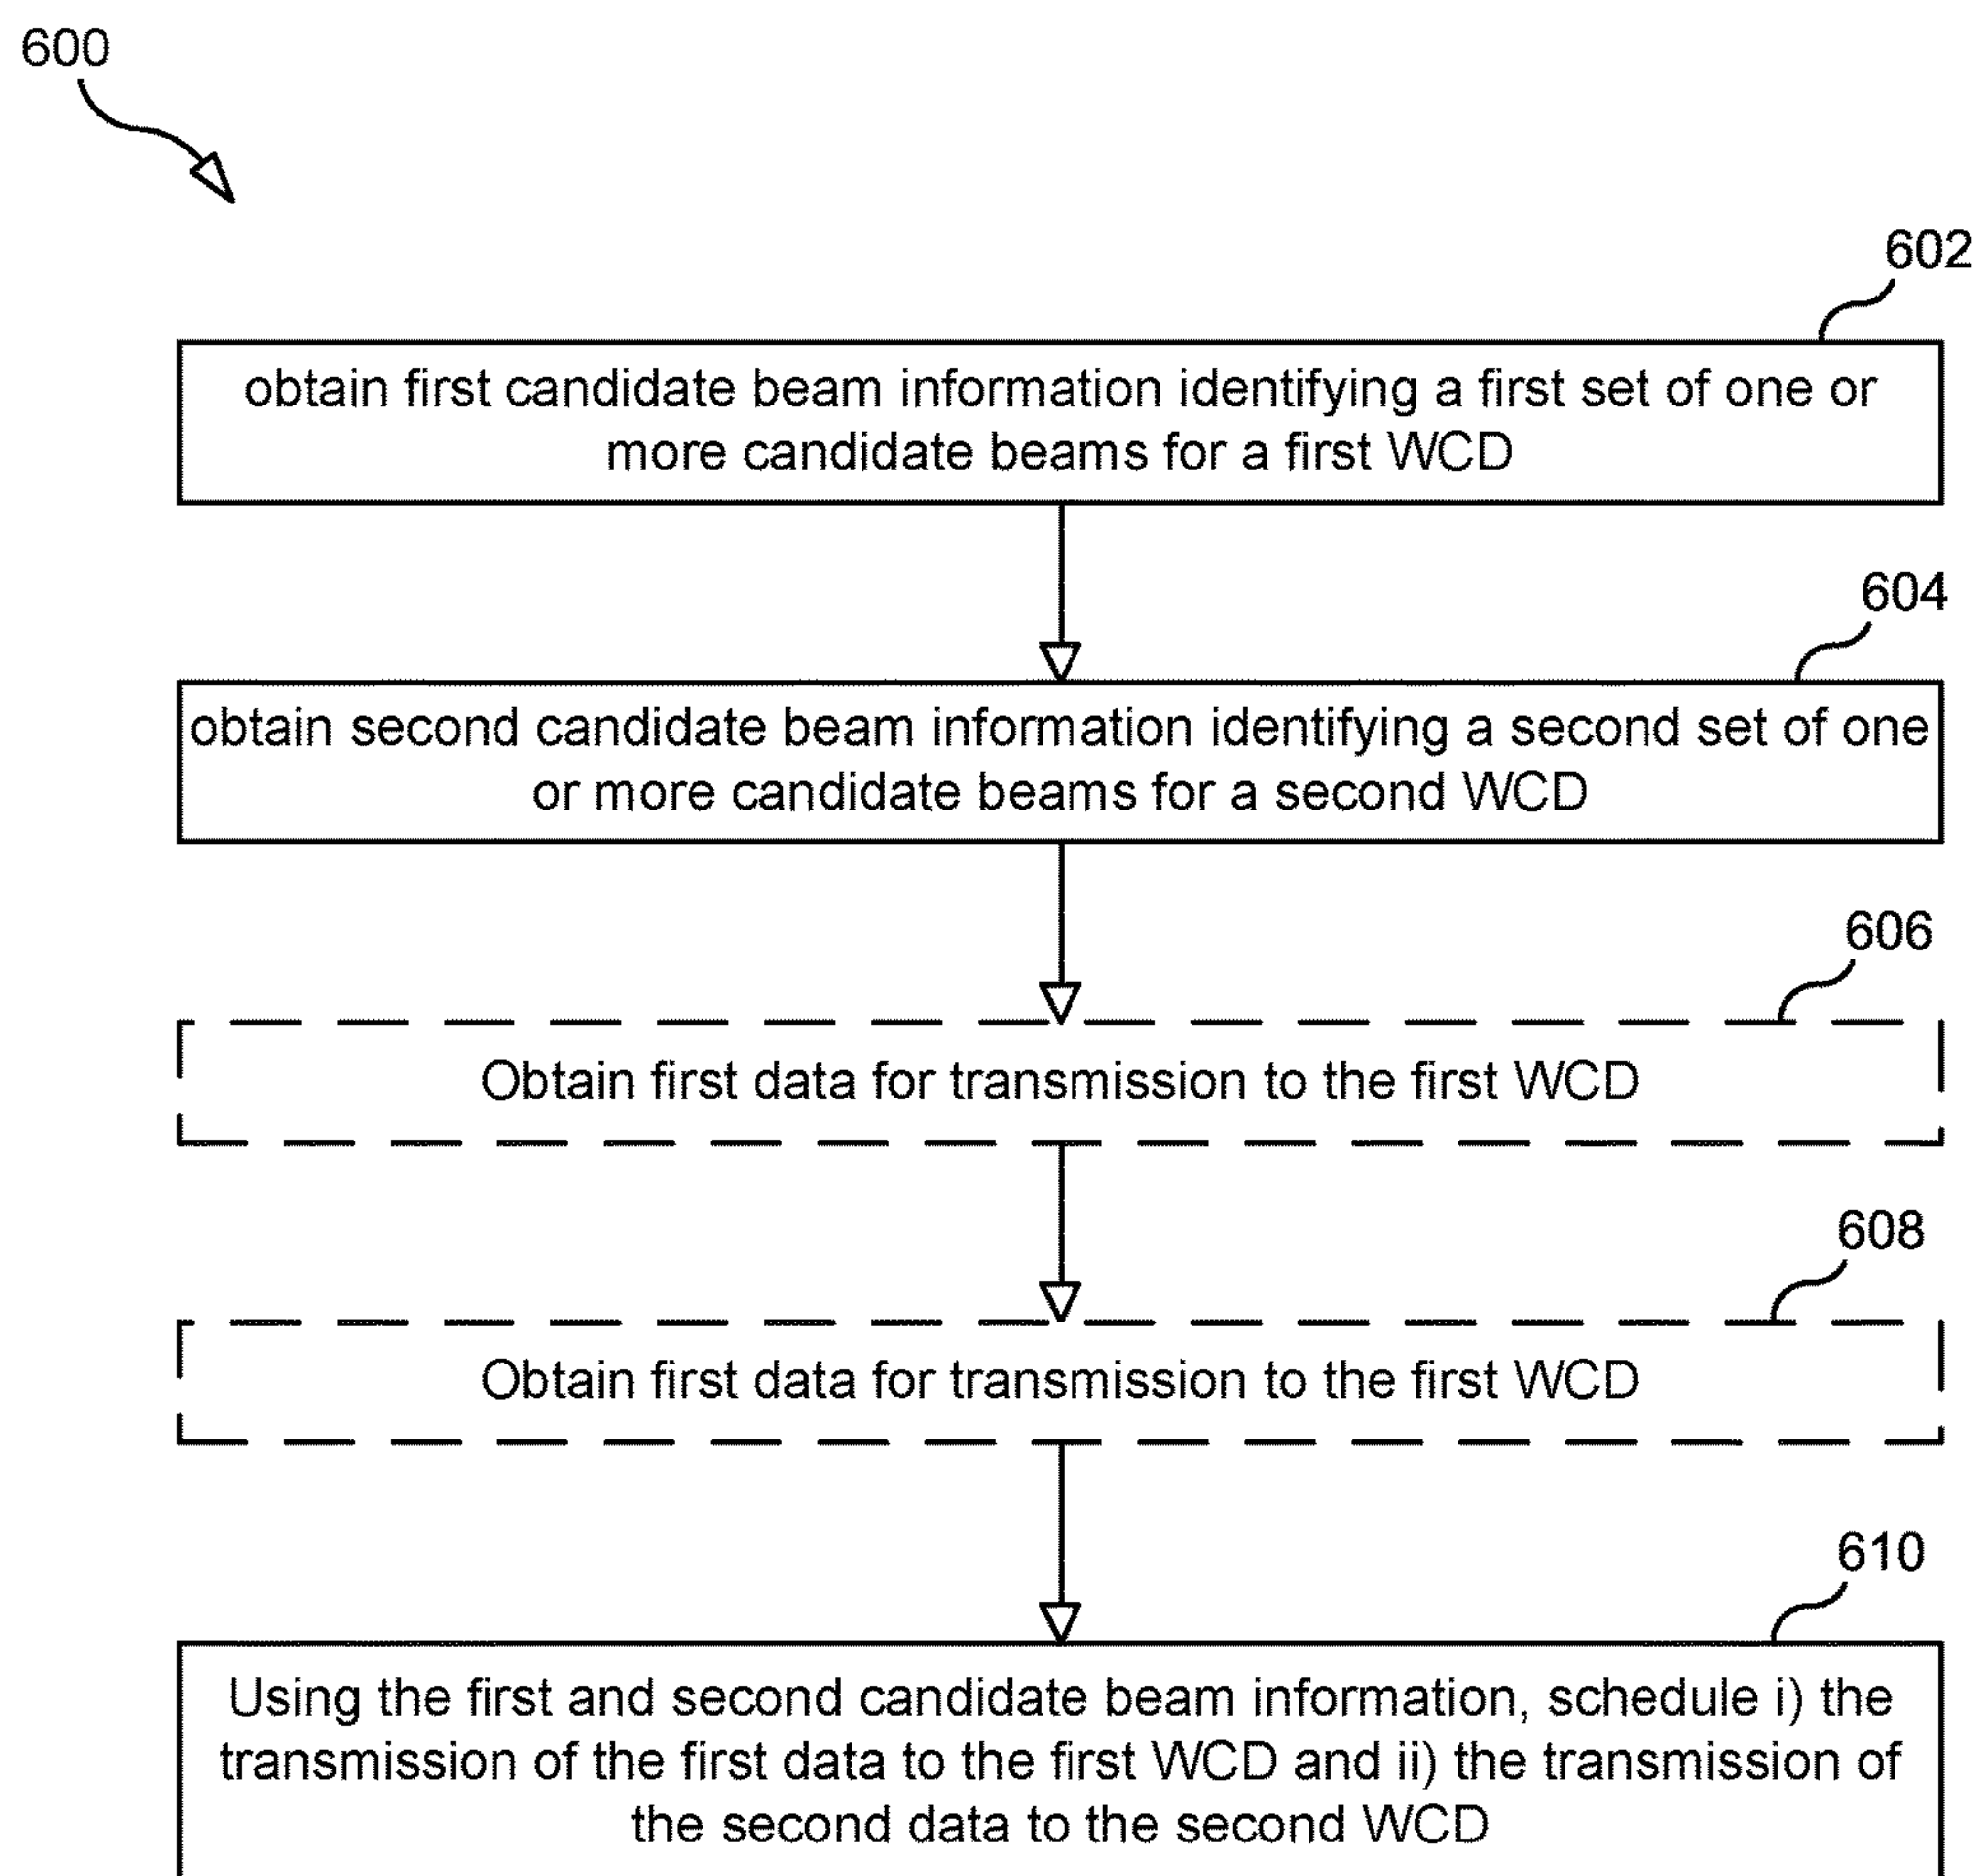 600
602
obtain first candidate beam information identifying a first set of one or
more candidate beams for a first WCD
604
obtain second candidate beam information identifying a second set of one
or more candidate beams for a second WCD
606
Obtain first data for transmission to the first WCD
608
Obtain first data for transmission to the first WCD
610
Using the first and second candidate beam information, schedule i) the
transmission of the first data to the first WCD and ii) the transmission of
the second data to the second WCD